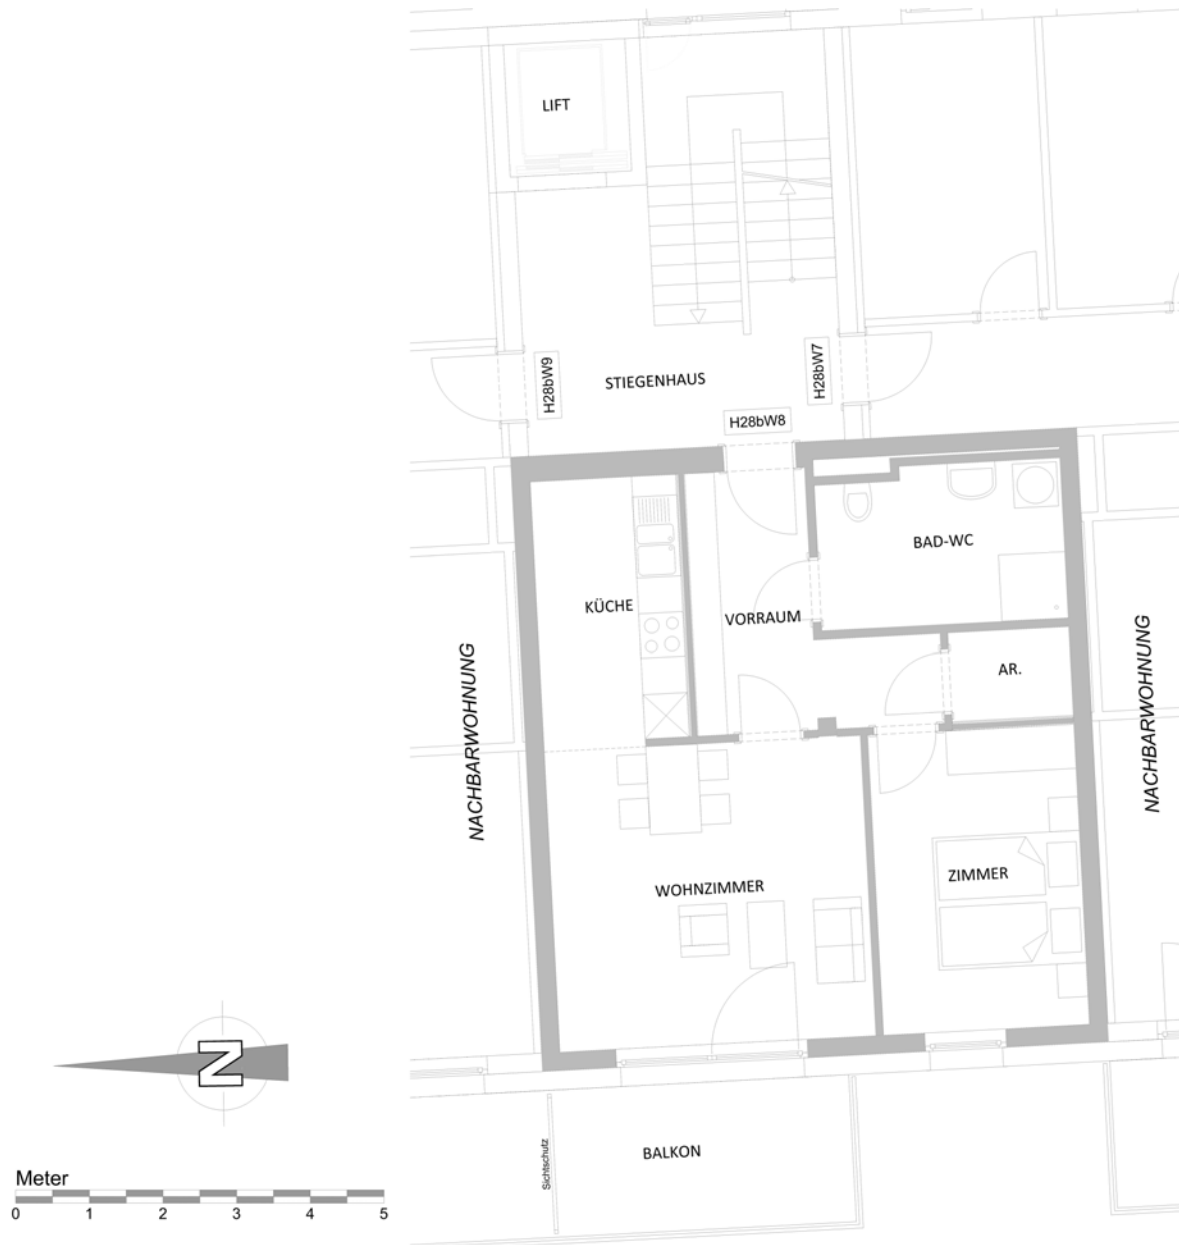 LIFT
STIEGENHAUS
H28bW9
H28bW7
H28bW8
KÜCHE
VORRAUM
BAD-WC
AR.
NACHBARWOHNUNG
NACHBARWOHNUNG
WOHNZIMMER
ZIMMER
N
BALKON
Sichtschutz
Meter
0 1 2 3 4 5